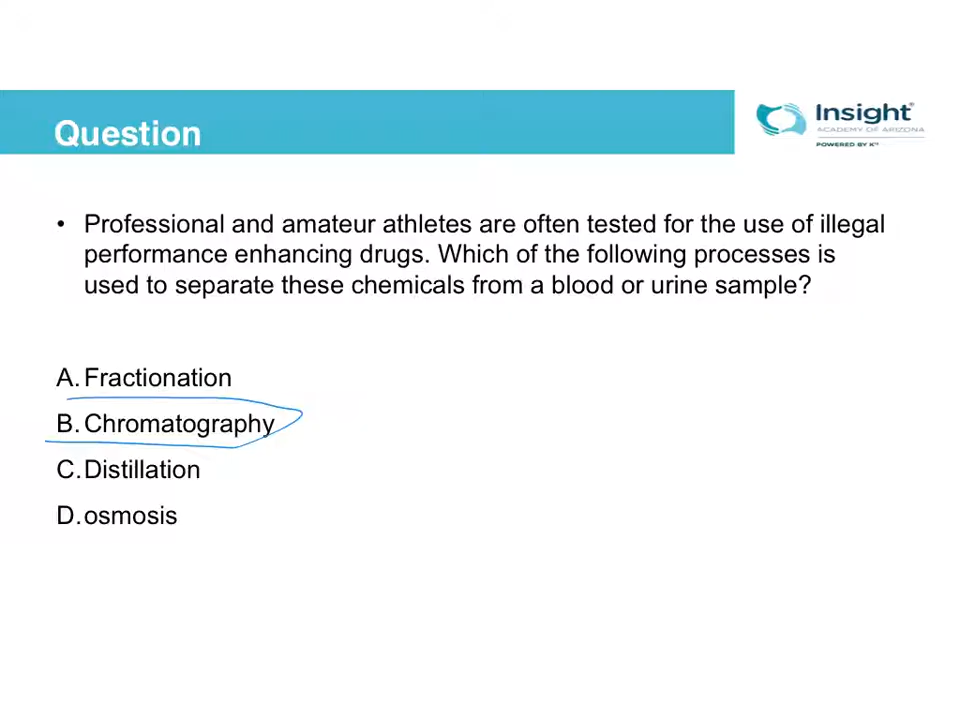 Question
Insight
ACADEMY OF ARIZONA
POWERED BY K¹²
• Professional and amateur athletes are often tested for the use of illegal
performance enhancing drugs. Which of the following processes is
used to separate these chemicals from a blood or urine sample?
A. Fractionation
B. Chromatography
C. Distillation
D. osmosis